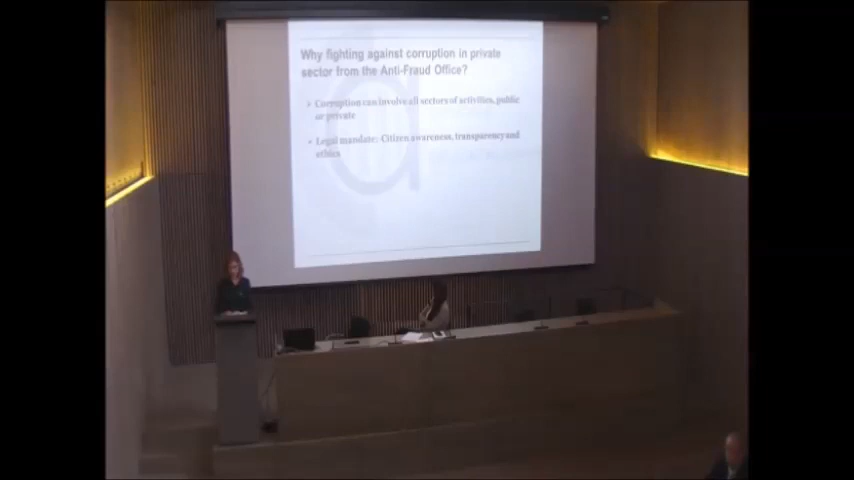 Why fighting against corruption in private
sector from the Anti-Fraud Office?
Corruption can involve all sectors of activities, public
or private
Legal mandate: Citizen awareness, transparency and
ethics
a